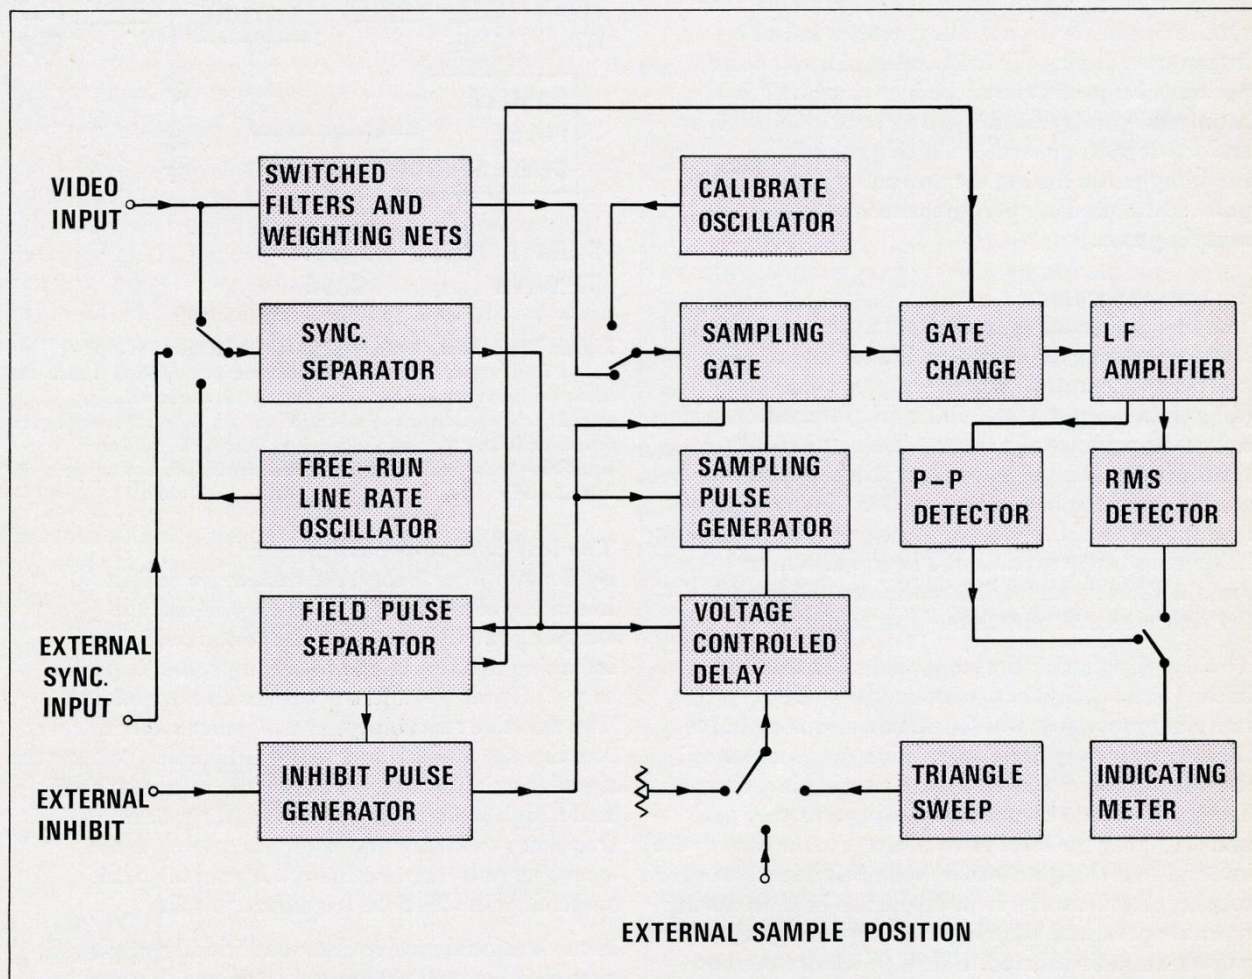 VIDEO
INPUT
SWITCHED
FILTERS AND
WEIGHTING NETS
CALIBRATE
OSCILLATOR
SYNC.
SEPARATOR
SAMPLING
GATE
GATE
CHANGE
LF
AMPLIFIER
FREE-RUN
LINE RATE
OSCILLATOR
SAMPLING
PULSE
GENERATOR
P-P
DETECTOR
RMS
DETECTOR
EXTERNAL
SYNC.
INPUT
FIELD PULSE
SEPARATOR
VOLTAGE
CONTROLLED
DELAY
EXTERNAL
INHIBIT
INHIBIT PULSE
GENERATOR
TRIANGLE
SWEEP
INDICATING
METER
EXTERNAL SAMPLE POSITION